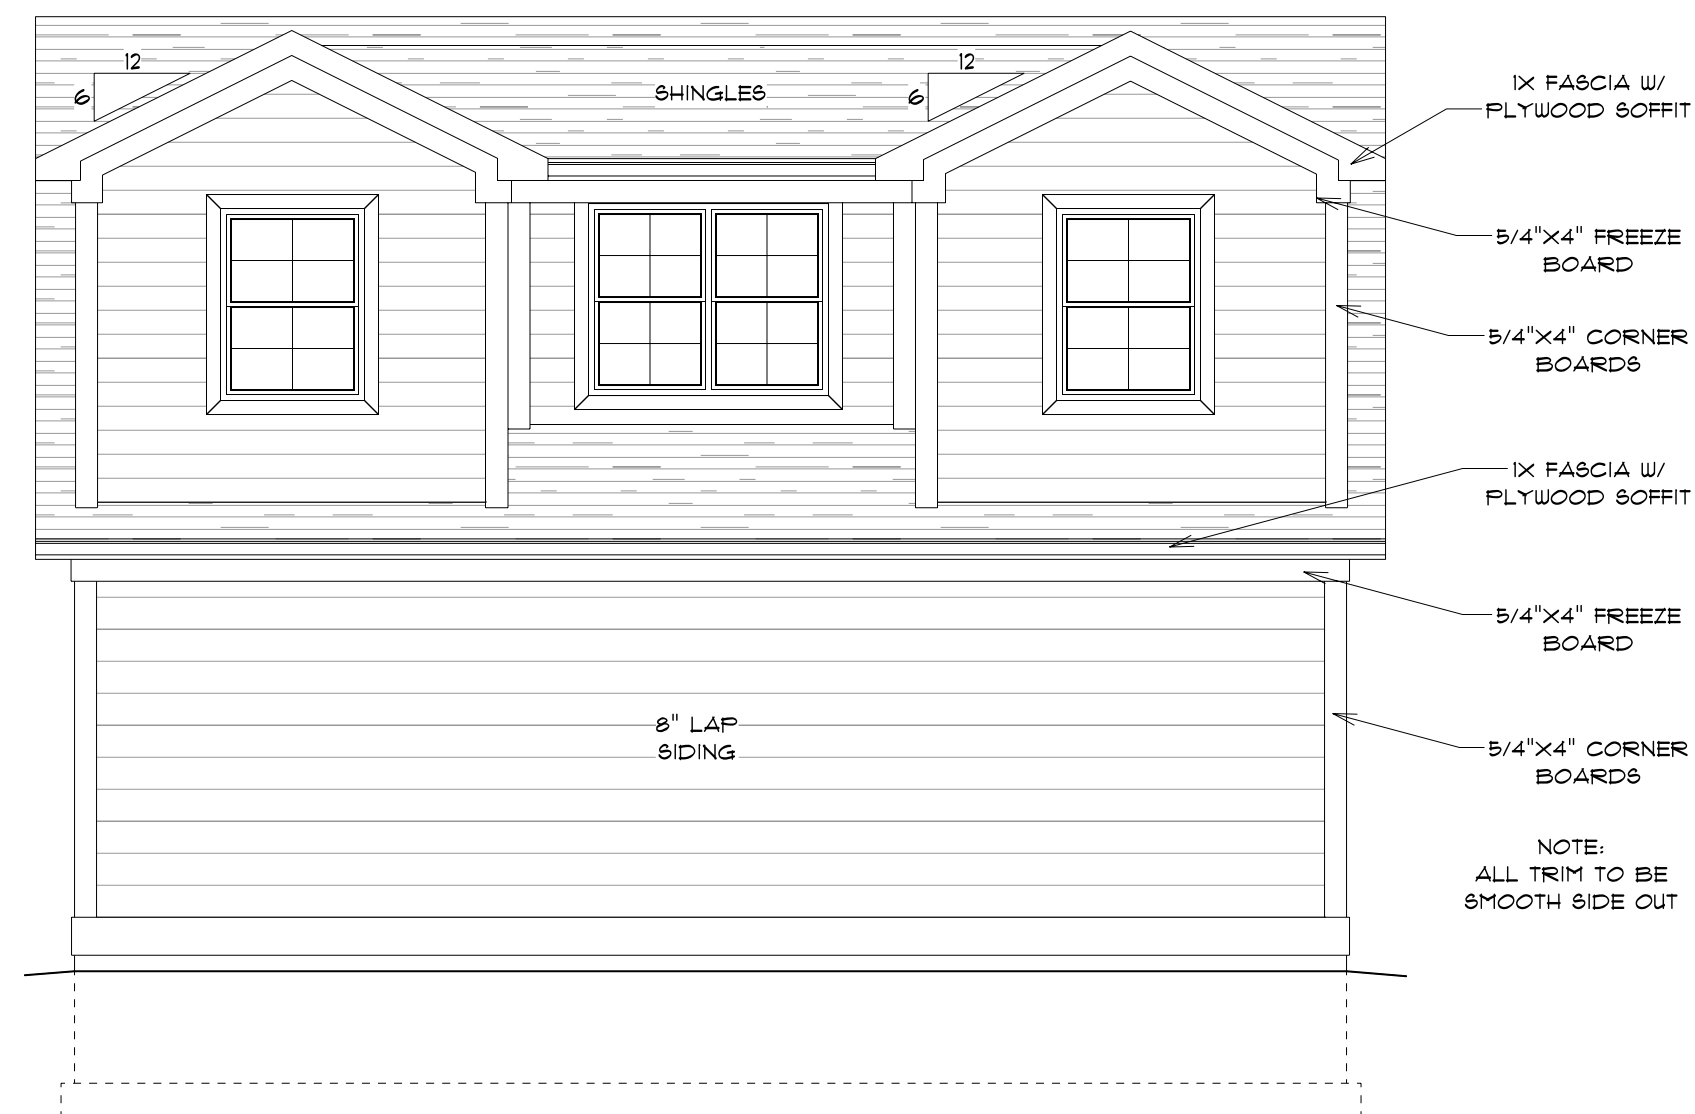 12
6
SHINGLES
12
6
1X FASCIA W/
PLYWOOD SOFFIT
5/4"X4" FREEZE
BOARD
5/4"X4" CORNER
BOARDS
1X FASCIA W/
PLYWOOD SOFFIT
5/4"X4" FREEZE
BOARD
8" LAP
SIDING
5/4"X4" CORNER
BOARDS
NOTE:
ALL TRIM TO BE
SMOOTH SIDE OUT